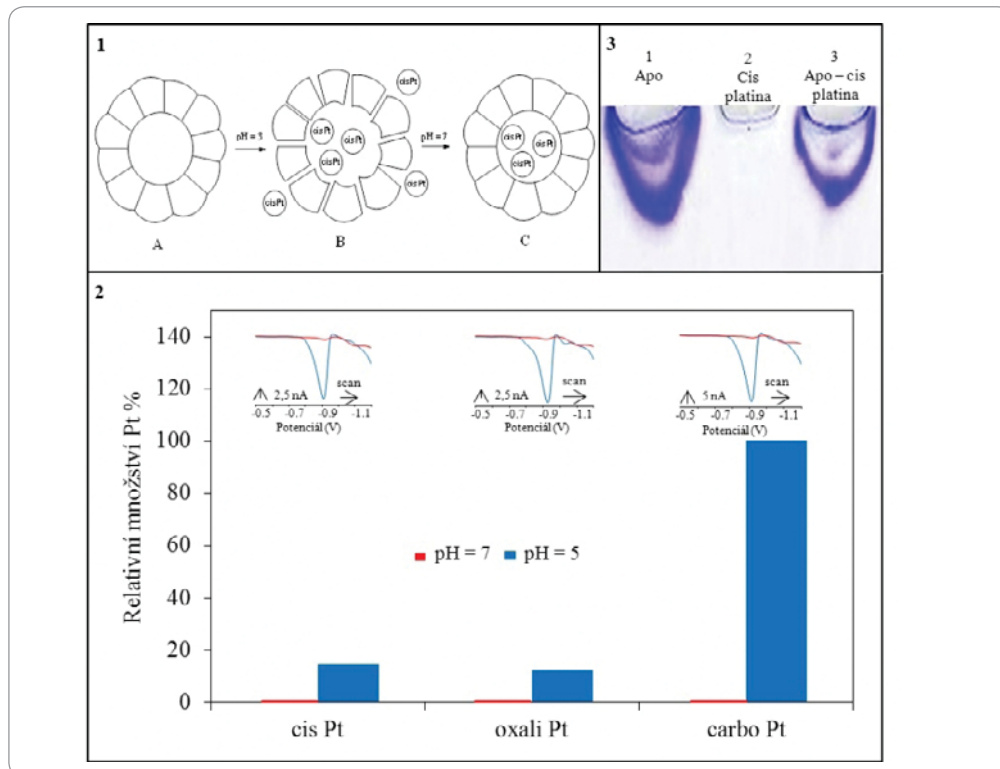 1
cisPt
pH = 5
cisPt
cisPt
cisPt
cisPt
cisPt
pH = 7
cisPt
cisPt
cisPt
A
B
C
3
1
Apo
2
Cis
platina
3
Apo – cis
platina
2
Relativní množství Pt %
140
120
100
80
60
40
20
0
2,5 nA
scan
-0.5 -0.7 -0.9 -1.1
Potenciál (V)
2,5 nA
scan
-0.5 -0.7 -0.9 -1.1
Potenciál (V)
5 nA
scan
-0.5 -0.7 -0.9 -1.1
Potenciál (V)
pH = 7 pH = 5
cis Pt oxali Pt carbo Pt